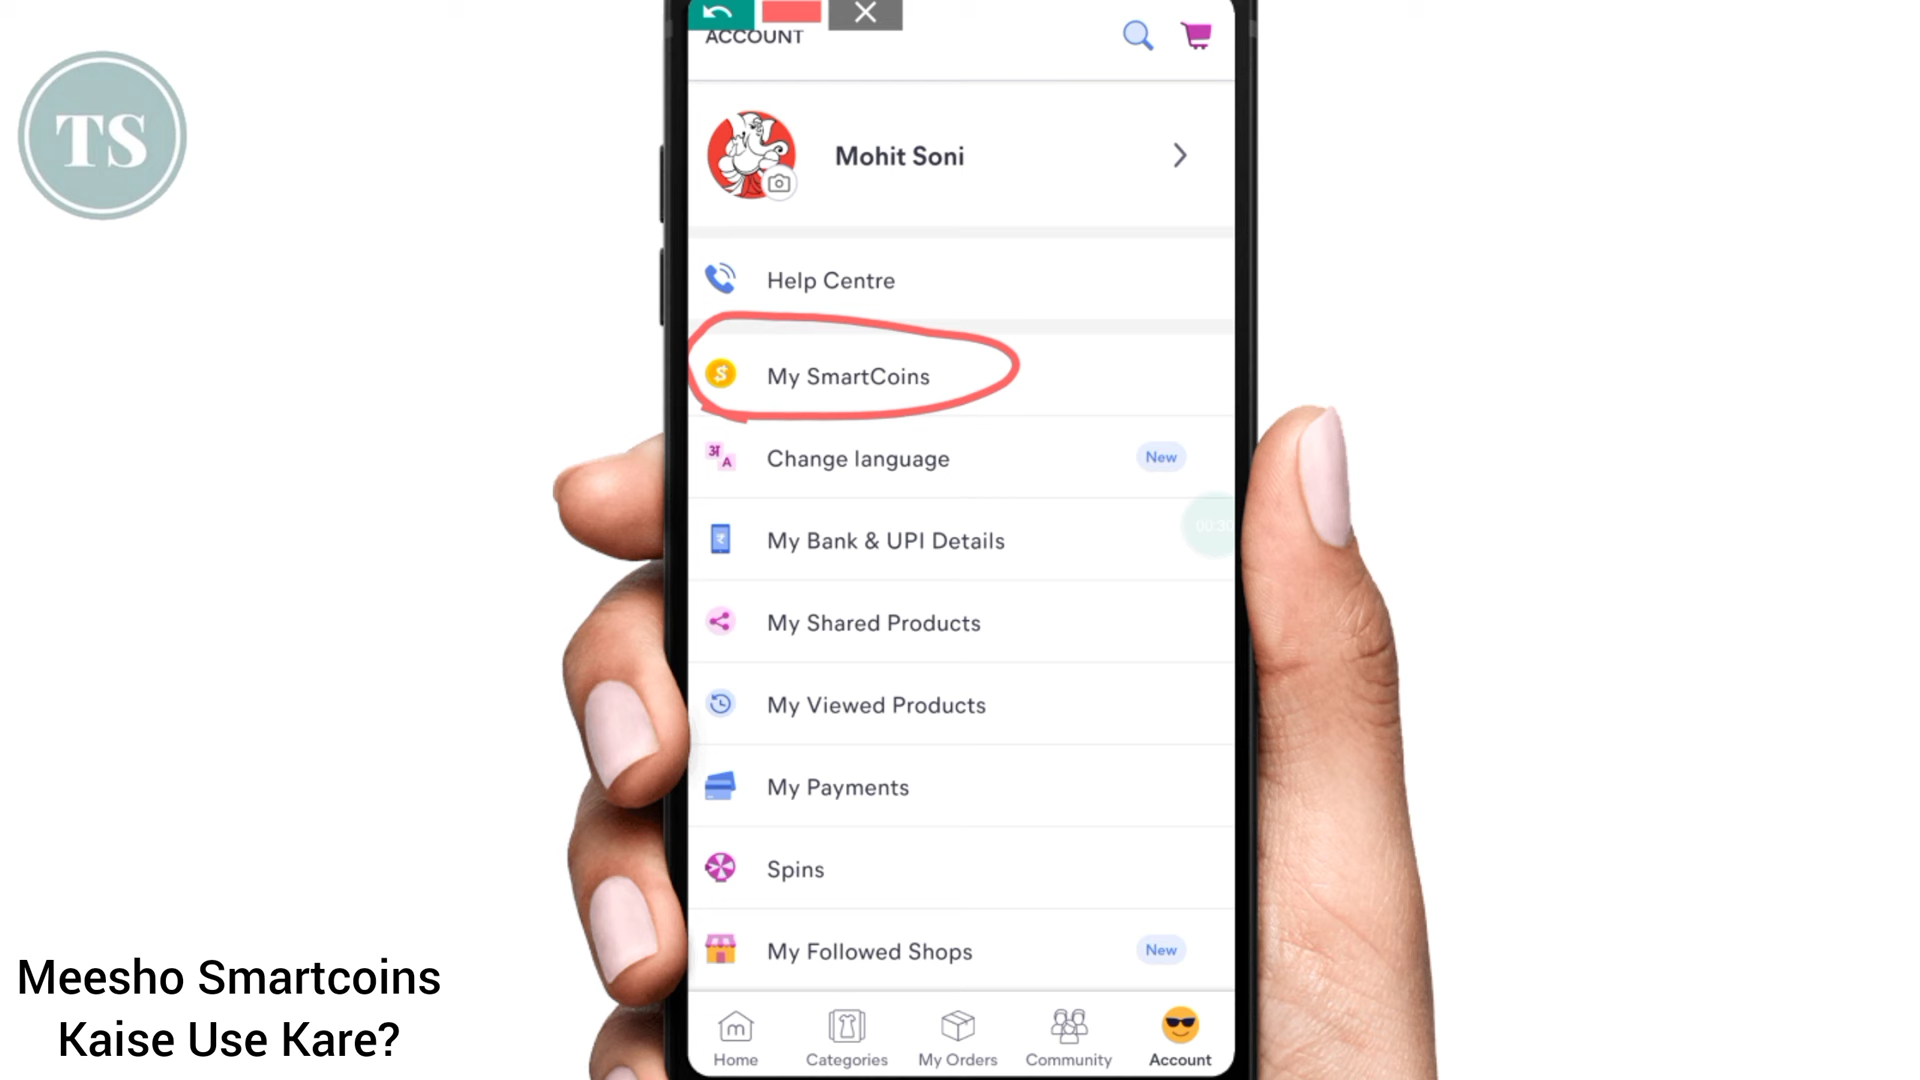 ACCOUNT
TS
Mohit Soni
Help Centre
My SmartCoins
Change language New
My Bank & UPI Details
00:30
My Shared Products
My Viewed Products
My Payments
Spins
My Followed Shops New
Meesho Smartcoins
Kaise Use Kare?
Home Categories My Orders Community Account